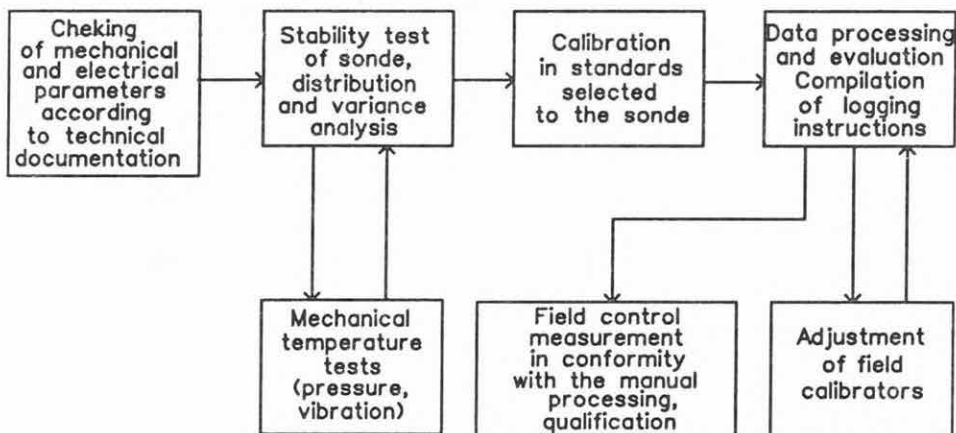 Cheking
of mechanical
and electrical
parameters
according
to technical
documentation
Stability test
of sonde,
distribution
and variance
analysis
Calibration
in standards
selected
to the sonde
Data processing
and evaluation
Compilation
of logging
instructions
Mechanical
temperature
tests
(pressure,
vibration)
Field control
measurement
in conformity
with the manual
processing,
qualification
Adjustment
of field
calibrators